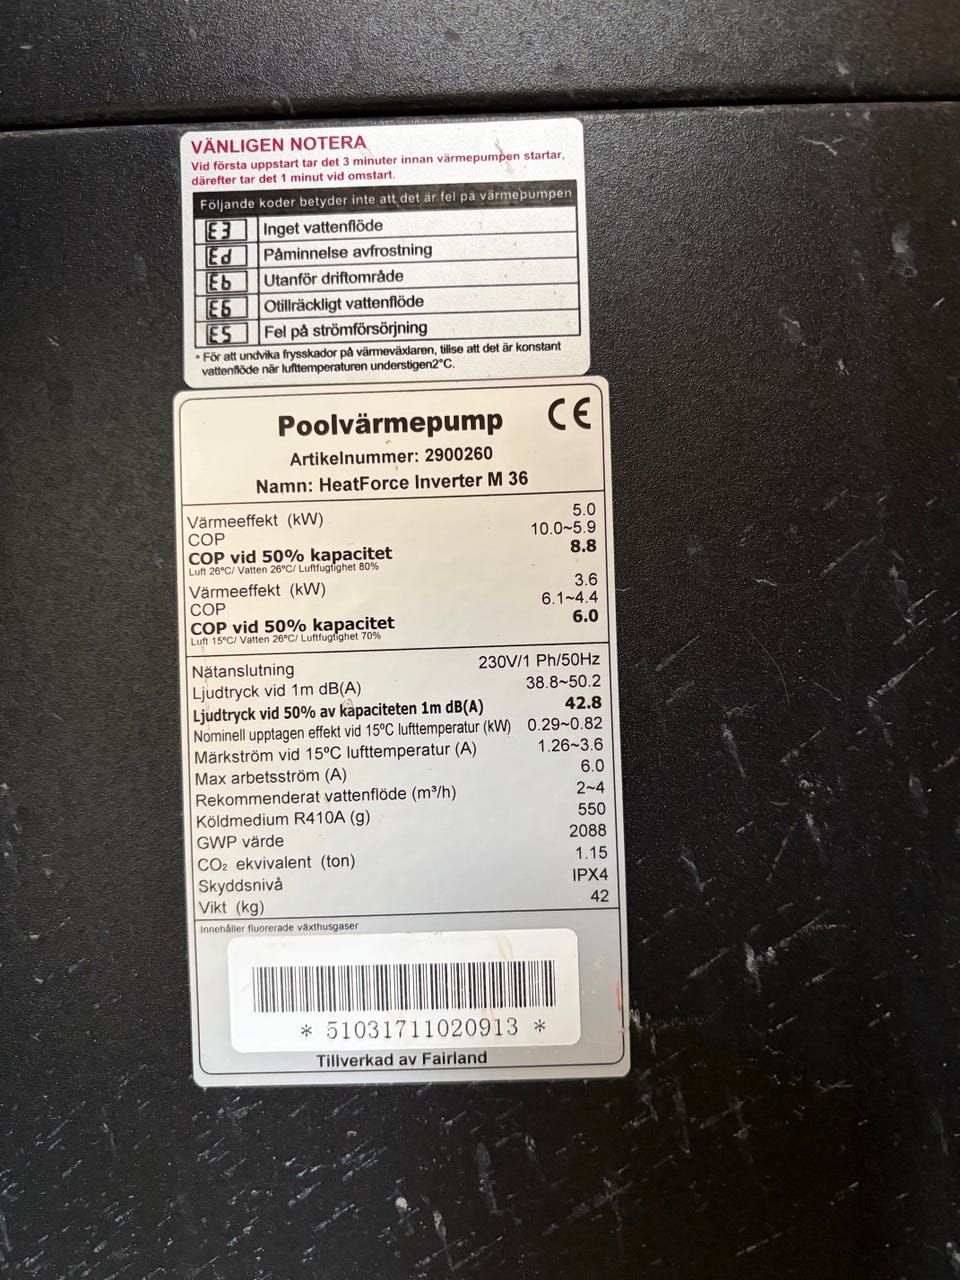 VÄNLIGEN NOTERA
Vid första uppstart tar det 3 minuter innan värmepumpen startar,
därefter tar det 1 minut vid omstart.
Följande koder betyder inte att det är fel pa värmepumpen
E3 Inget vattenflöde
Ed Påminnelse avfrostning
Eb Utanför driftområde
E6 Otillräckligt vattenflöde
E5 Fel på strömförsörjning
* För att undvika frysskador på värmeväxlaren, tillse att det är konstant
vattenflöde när lufttemperaturen understigen2°C.
Poolvärmepump CE
Artikelnummer: 2900260
Namn: HeatForce Inverter M 36
Värmeeffekt (kW) 5.0
COP 10.0~5.9
COP vid 50% kapacitet 8.8
Luft 26ºC/ Vatten 26ºC/ Luftfugtighet 80%
Värmeeffekt (kW) 3.6
COP 6.1~4.4
COP vid 50% kapacitet 6.0
Luft 15ºC/ Vatten 26ºC/ Luftfugtighet 70%
Nätanslutning 230V/1 Ph/50Hz
Ljudtryck vid 1m dB(A) 38.8~50.2
Ljudtryck vid 50% av kapaciteten 1m dB(A) 42.8
Nominell upptagen effekt vid 15ºC lufttemperatur (kW) 0.29~0.82
Märkström vid 15ºC lufttemperatur (A) 1.26~3.6
Max arbetsström (A) 6.0
Rekommenderat vattenflöde (m³/h) 2~4
Köldmedium R410A (g) 550
GWP värde 2088
CO₂ ekvivalent (ton) 1.15
Skyddsnivå IPX4
Vikt (kg) 42
Innehåller fluorerade växthusgaser
* 51031711020913 *
Tillverkad av Fairland